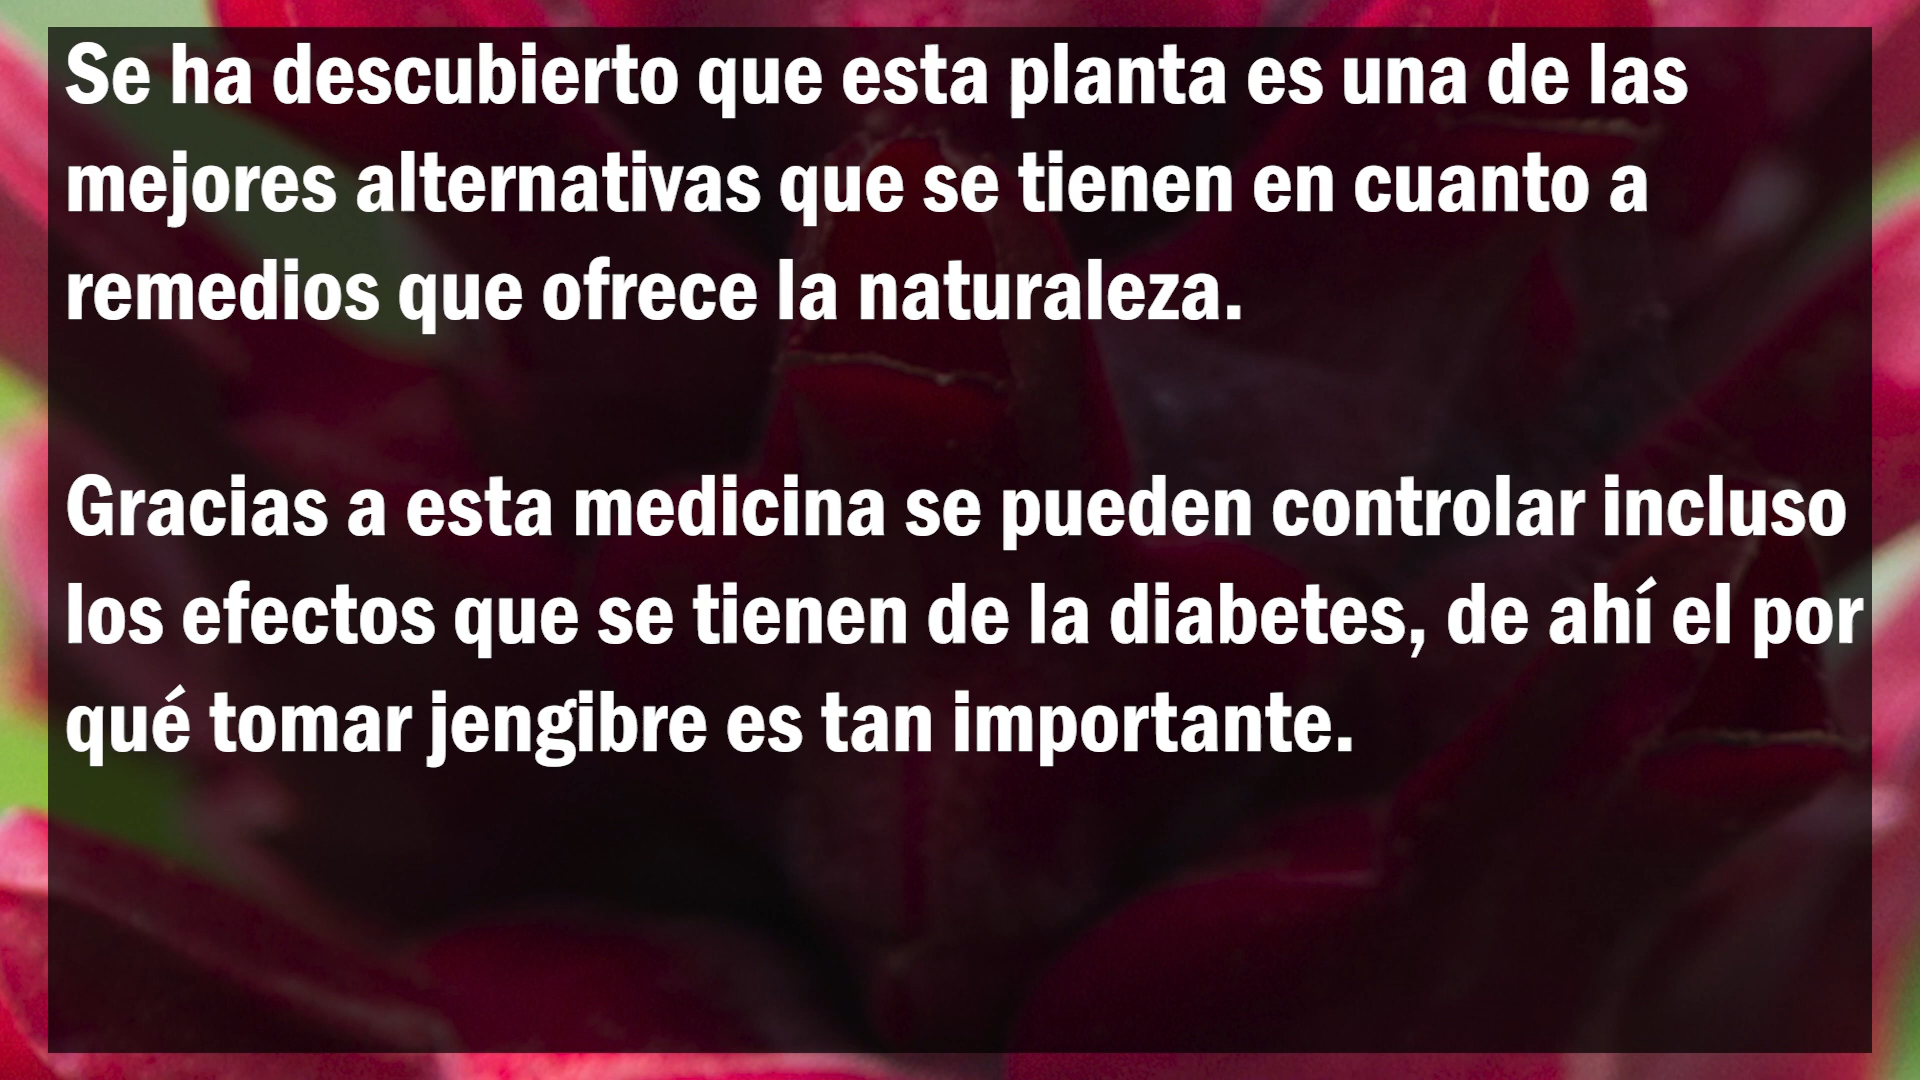 Se ha descubierto que esta planta es una de las
mejores alternativas que se tienen en cuanto a
remedios que ofrece la naturaleza.
Gracias a esta medicina se pueden controlar incluso
los efectos que se tienen de la diabetes, de ahí el por
qué tomar jengibre es tan importante.